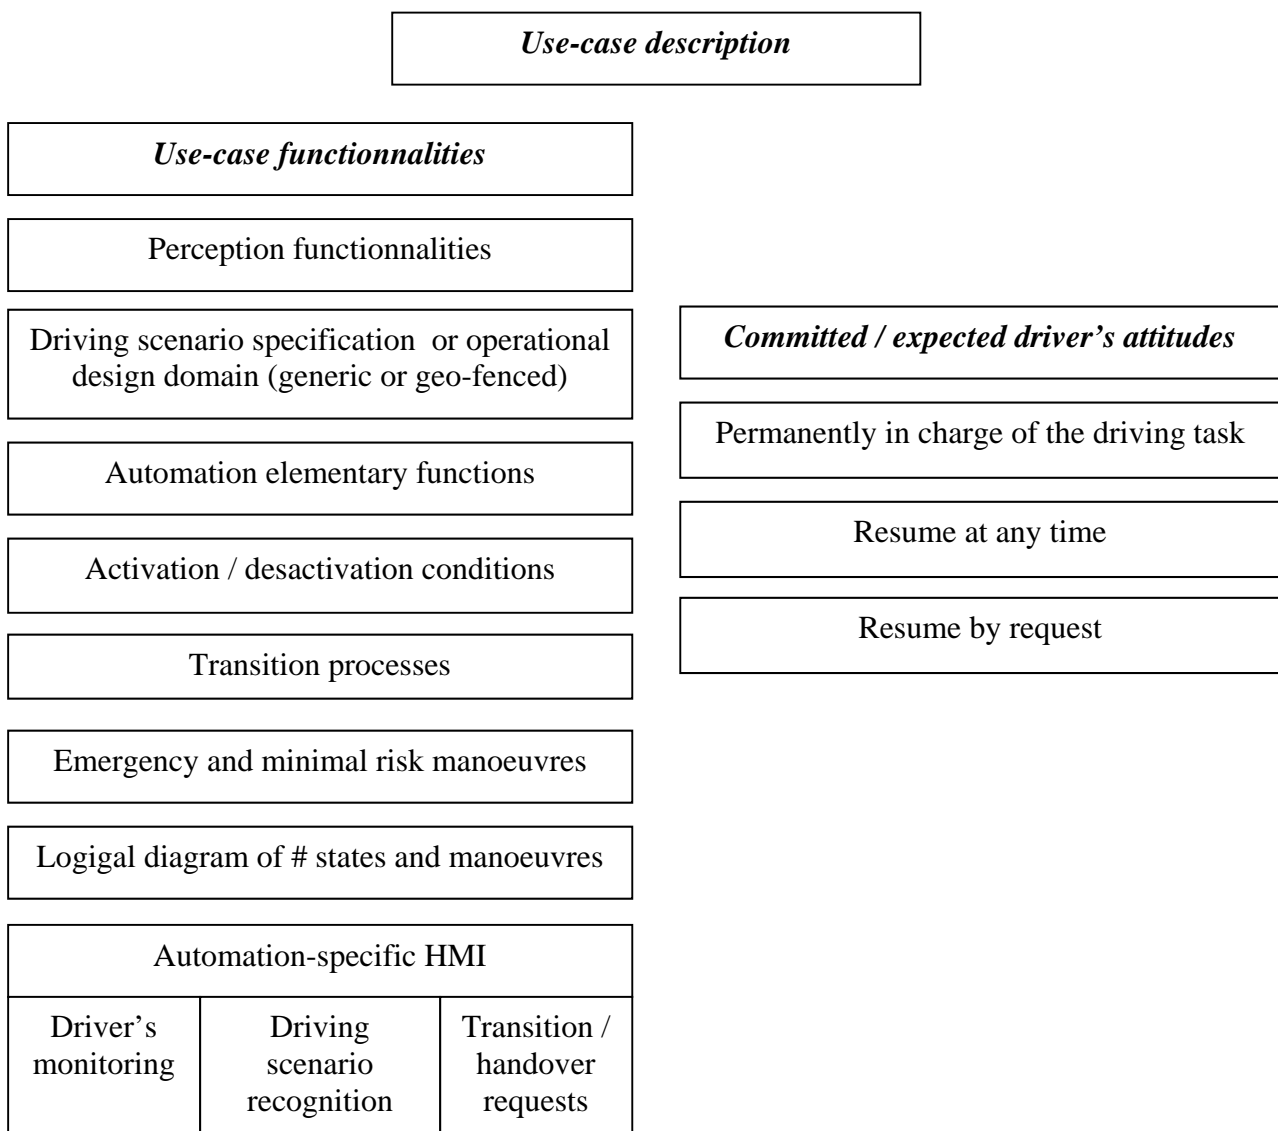 Use-case description
Use-case functionnalities
Perception functionnalities
Driving scenario specification  or operational
design domain (generic or geo-fenced)
Automation elementary functions
Activation / desactivation conditions
Transition processes
Emergency and minimal risk manoeuvres
Logigal diagram of # states and manoeuvres
Automation-specific HMI
Driver’s
monitoring
Driving
scenario
recognition
Transition /
handover
requests
Committed / expected driver’s attitudes
Permanently in charge of the driving task
Resume at any time
Resume by request